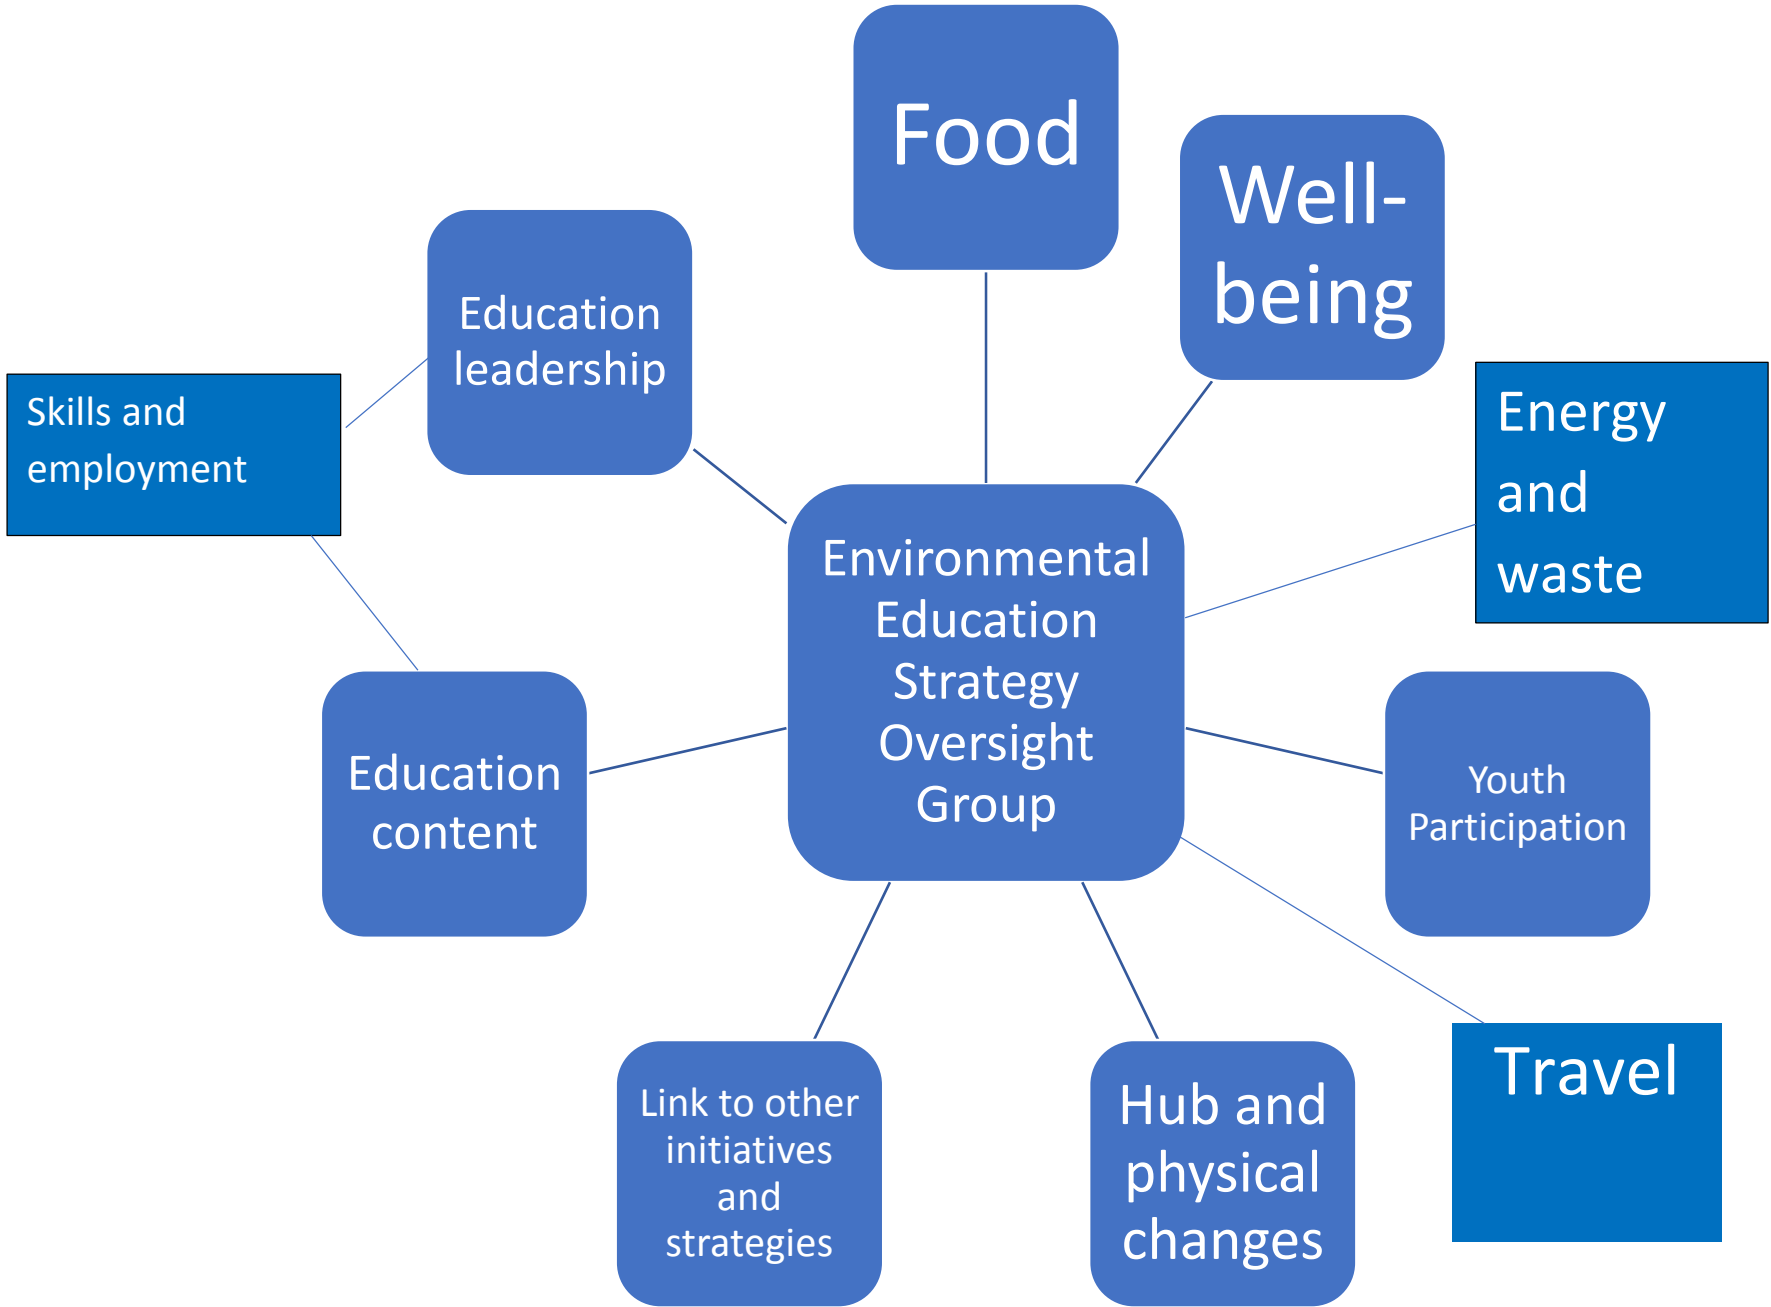 Food
Well-
being
Education
leadership
Skills and
employment
Energy
and
waste
Environmental
Education
Strategy
Oversight
Group
Education
content
Youth
Participation
Link to other
initiatives
and
strategies
Hub and
physical
changes
Travel